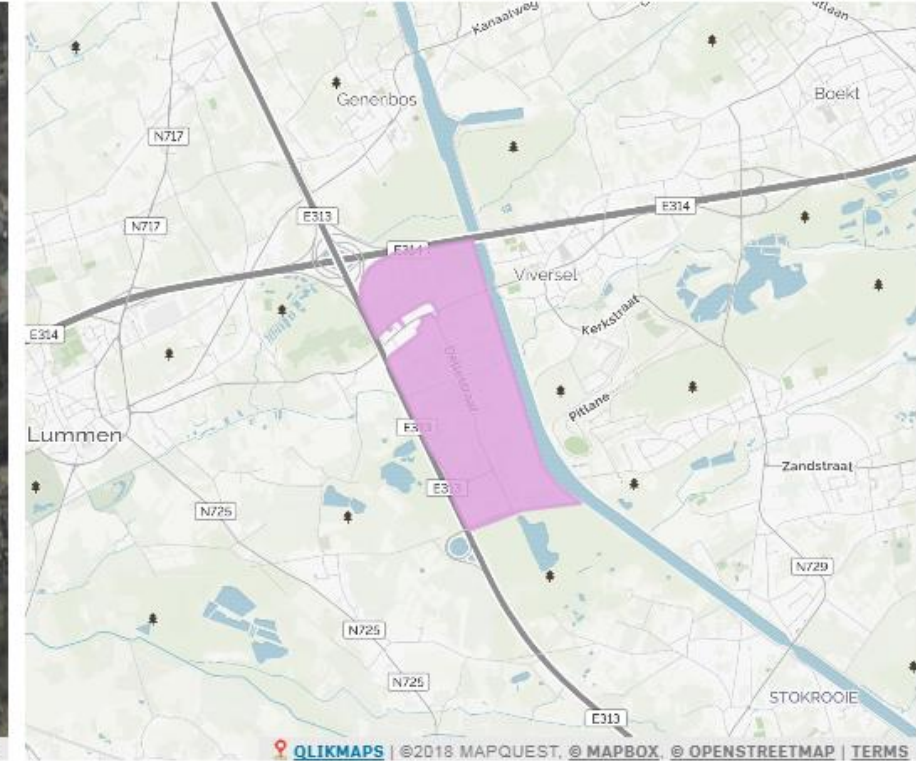 Kanaalweg
Genenbos
Boekt
N717
N717
E313
E314
E314
Viversel
Kerkstraat
E314
Pitlane
Lummen
E313
Zandstraat
E313
N725
N729
N725
N725
STOKROOIE
E313
QLIKMAPS | ©2018 MAPQUEST, © MAPBOX, © OPENSTREETMAP | TERMS